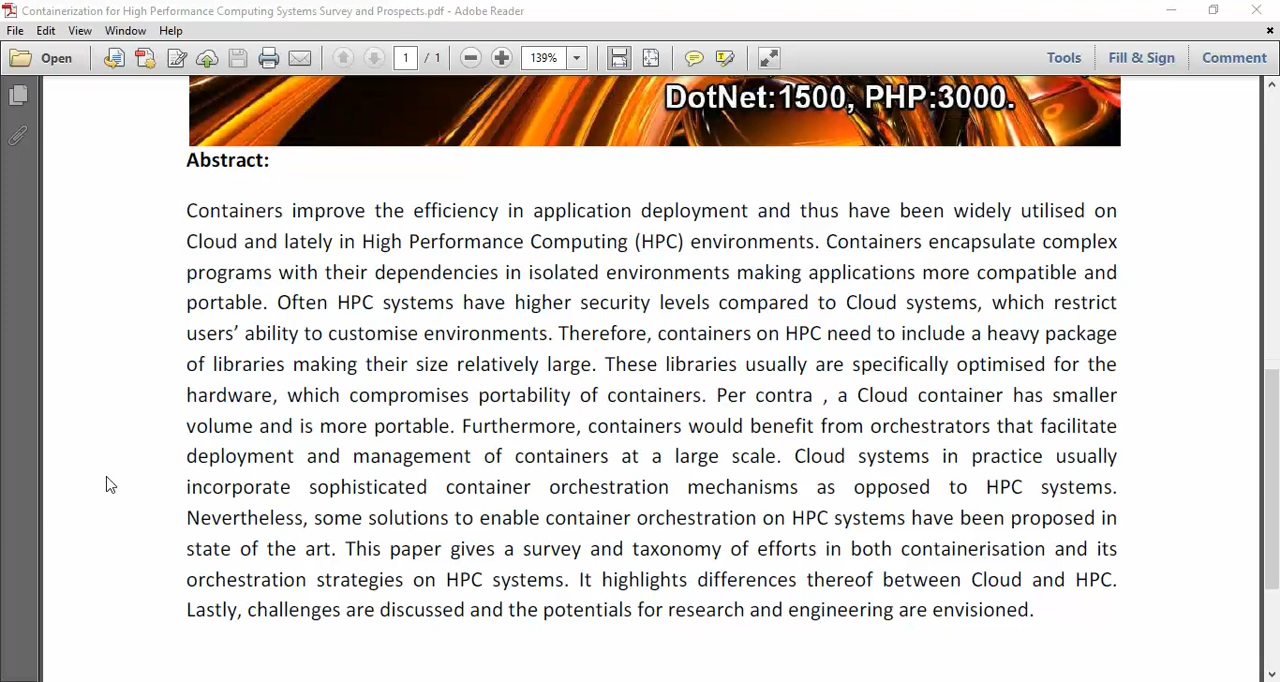 Containerization for High Performance Computing Systems Survey and Prospects.pdf - Adobe Reader
File Edit View Window Help
Open 1 / 1 139% Tools Fill & Sign Comment
DotNet:1500, PHP:3000.
Abstract:
Containers improve the efficiency in application deployment and thus have been widely utilised on
Cloud and lately in High Performance Computing (HPC) environments. Containers encapsulate complex
programs with their dependencies in isolated environments making applications more compatible and
portable. Often HPC systems have higher security levels compared to Cloud systems, which restrict
users’ ability to customise environments. Therefore, containers on HPC need to include a heavy package
of libraries making their size relatively large. These libraries usually are specifically optimised for the
hardware, which compromises portability of containers. Per contra , a Cloud container has smaller
volume and is more portable. Furthermore, containers would benefit from orchestrators that facilitate
deployment and management of containers at a large scale. Cloud systems in practice usually
incorporate sophisticated container orchestration mechanisms as opposed to HPC systems.
Nevertheless, some solutions to enable container orchestration on HPC systems have been proposed in
state of the art. This paper gives a survey and taxonomy of efforts in both containerisation and its
orchestration strategies on HPC systems. It highlights differences thereof between Cloud and HPC.
Lastly, challenges are discussed and the potentials for research and engineering are envisioned.